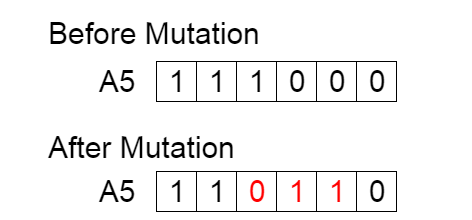 Before Mutation
A5 1 1 1 0 0 0
After Mutation
A5 1 1 0 1 1 0